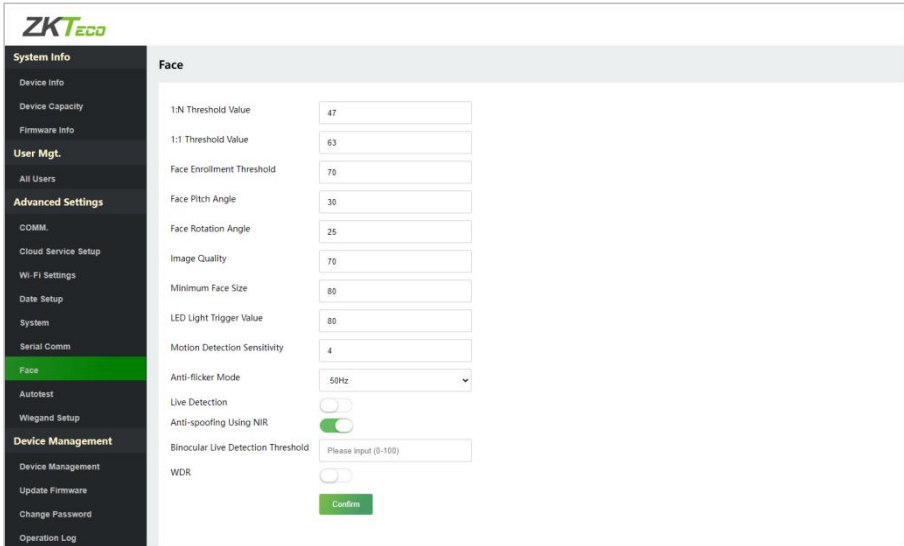 ZKTeco
System Info
Device Info
Device Capacity
Firmware Info
User Mgt.
All Users
Advanced Settings
COMM.
Cloud Service Setup
Wi-Fi Settings
Date Setup
System
Serial Comm
Face
Autotest
Wiegand Setup
Device Management
Device Management
Update Firmware
Change Password
Operation Log
Face
1:N Threshold Value 47
1:1 Threshold Value 63
Face Enrollment Threshold 70
Face Pitch Angle 30
Face Rotation Angle 25
Image Quality 70
Minimum Face Size 80
LED Light Trigger Value 80
Motion Detection Sensitivity 4
Anti-flicker Mode 50Hz
Live Detection
Anti-spoofing Using NIR
Binocular Live Detection Threshold Please input (0-100)
WDR
Confirm